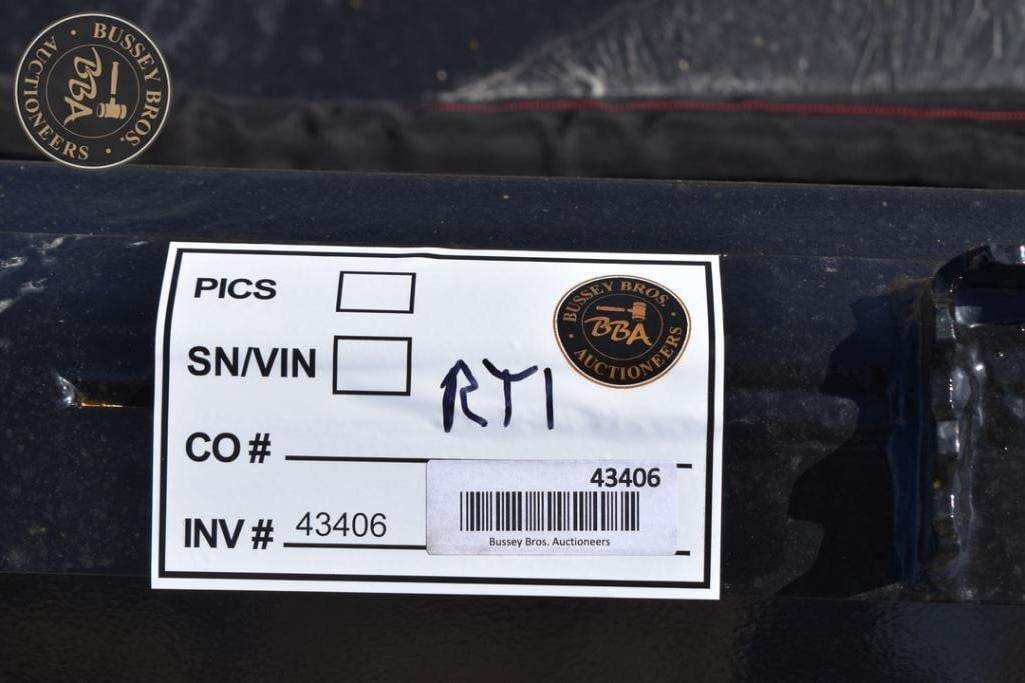 BUSSEY BROS.
BBA
AUCTIONEERS
PICS
BUSSEY BROS.
BBA
AUCTIONEERS
SN/VIN
RTI
CO #
43406
INV # 43406
Bussey Bros. Auctioneers